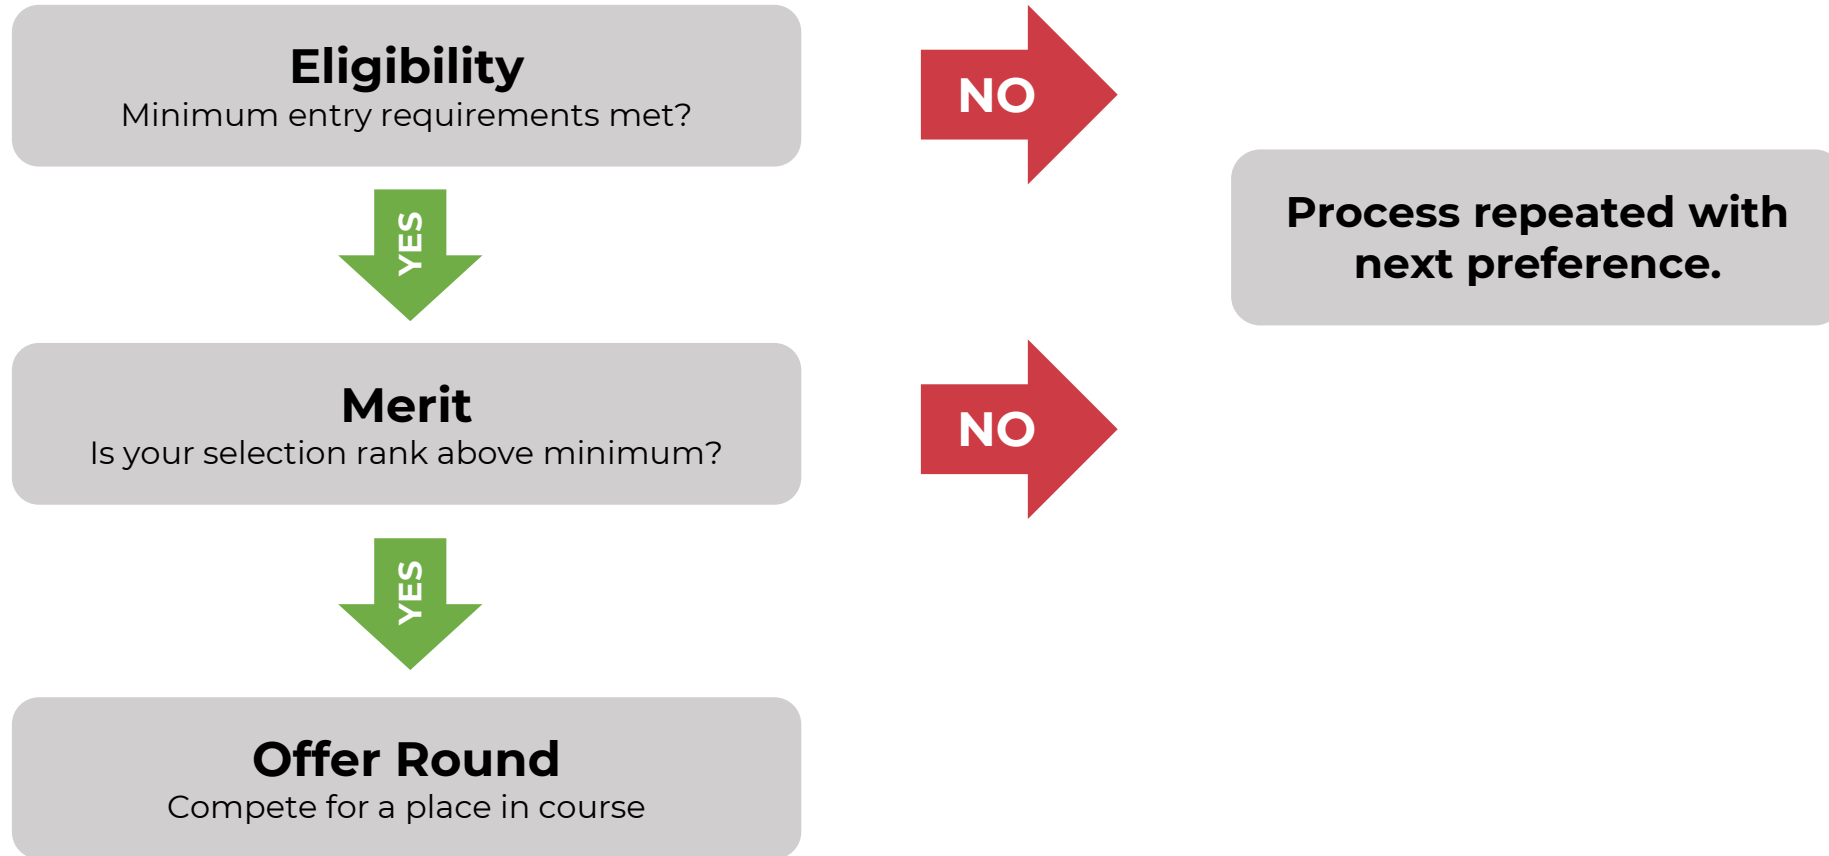 Eligibility
Minimum entry requirements met?
NO
YES
Process repeated with
next preference.
Merit
Is your selection rank above minimum?
NO
YES
Offer Round
Compete for a place in course